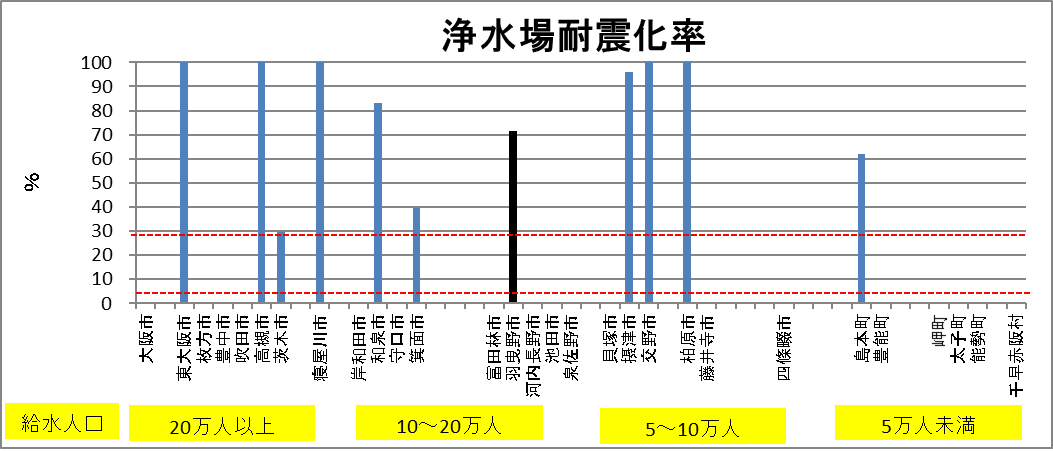 浄水場耐震化率
%
100
90
80
70
60
50
40
30
20
10
0
大阪市
東大阪市
枚方市
豊中市
吹田市
高槻市
茨木市
寝屋川市
岸和田市
和泉市
守口市
箕面市
富田林市
羽曳野市
河内長野市
池田市
泉佐野市
貝塚市
摂津市
交野市
柏原市
藤井寺市
四條畷市
島本町
豊能町
岬町
太子町
能勢町
千早赤阪村
給水人口
20万人以上
10～20万人
5～10万人
5万人未満